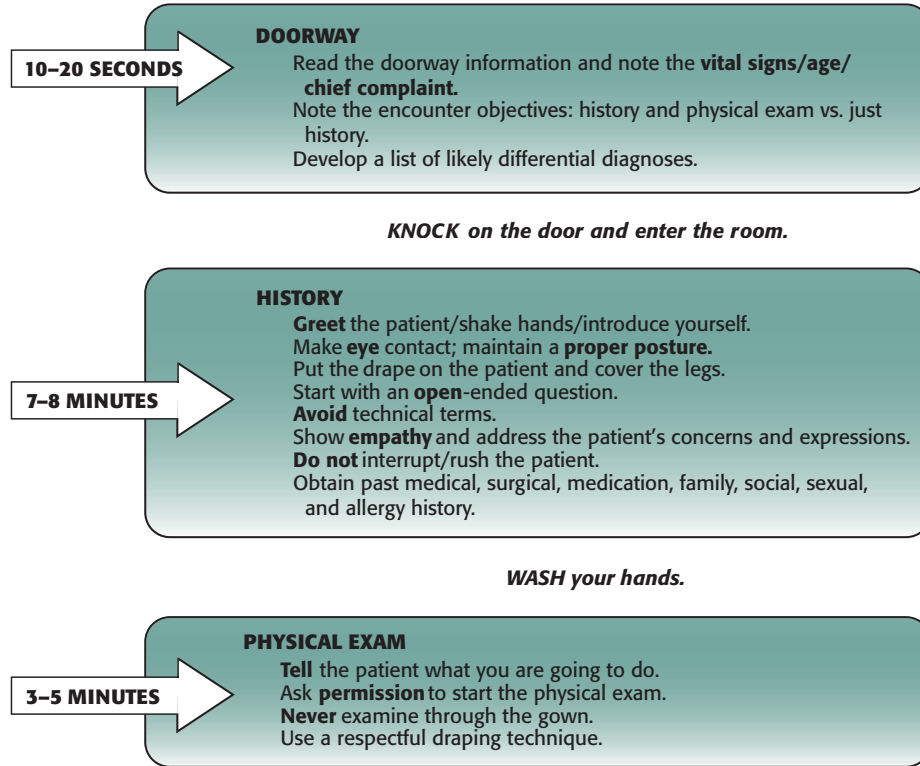 DOORWAY
10–20 SECONDS
Read the doorway information and note the vital signs/age/
chief complaint.
Note the encounter objectives: history and physical exam vs. just
history.
Develop a list of likely differential diagnoses.
KNOCK on the door and enter the room.
HISTORY
Greet the patient/shake hands/introduce yourself.
Make eye contact; maintain a proper posture.
Put the drape on the patient and cover the legs.
7–8 MINUTES
Start with an open-ended question.
Avoid technical terms.
Show empathy and address the patient's concerns and expressions.
Do not interrupt/rush the patient.
Obtain past medical, surgical, medication, family, social, sexual,
and allergy history.
WASH your hands.
PHYSICAL EXAM
Tell the patient what you are going to do.
3–5 MINUTES
Ask permission to start the physical exam.
Never examine through the gown.
Use a respectful draping technique.